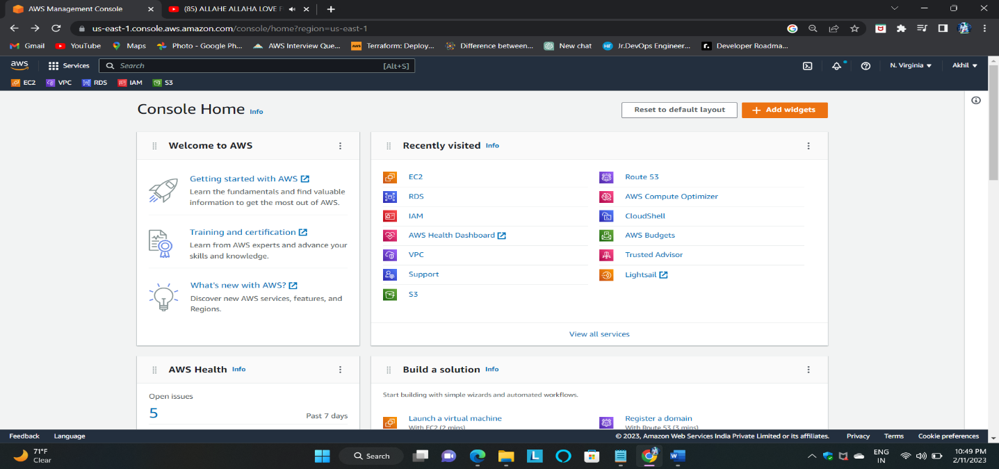 AWS Management Console
(85) ALLAHE ALLAHA LOVE F
us-east-1.console.aws.amazon.com/console/home?region=us-east-1
Gmail YouTube Maps Photo - Google Ph... AWS Interview Que... Terraform: Deploy... Difference between... New chat Jr.DevOps Engineer... Developer Roadma...
aws Services Search [Alt+S] N. Virginia Akhil
EC2 VPC RDS IAM S3
Console Home Info
Reset to default layout
Add widgets
Welcome to AWS
Getting started with AWS
Learn the fundamentals and find valuable
information to get the most out of AWS.
Training and certification
Learn from AWS experts and advance your
skills and knowledge.
What's new with AWS?
Discover new AWS services, features, and
Regions.
Recently visited Info
EC2
RDS
IAM
AWS Health Dashboard
VPC
Support
S3
Route 53
AWS Compute Optimizer
CloudShell
AWS Budgets
Trusted Advisor
Lightsail
View all services
AWS Health Info
Open issues
5 Past 7 days
Build a solution Info
Start building with simple wizards and automated workflows.
Launch a virtual machine
With EC2 (2 mins)
Register a domain
With Route 53 (3 mins)
Feedback Language © 2023, Amazon Web Services India Private Limited or its affiliates. Privacy Terms Cookie preferences
71°F
Clear
Search
ENG
IN
10:49 PM
2/11/2023